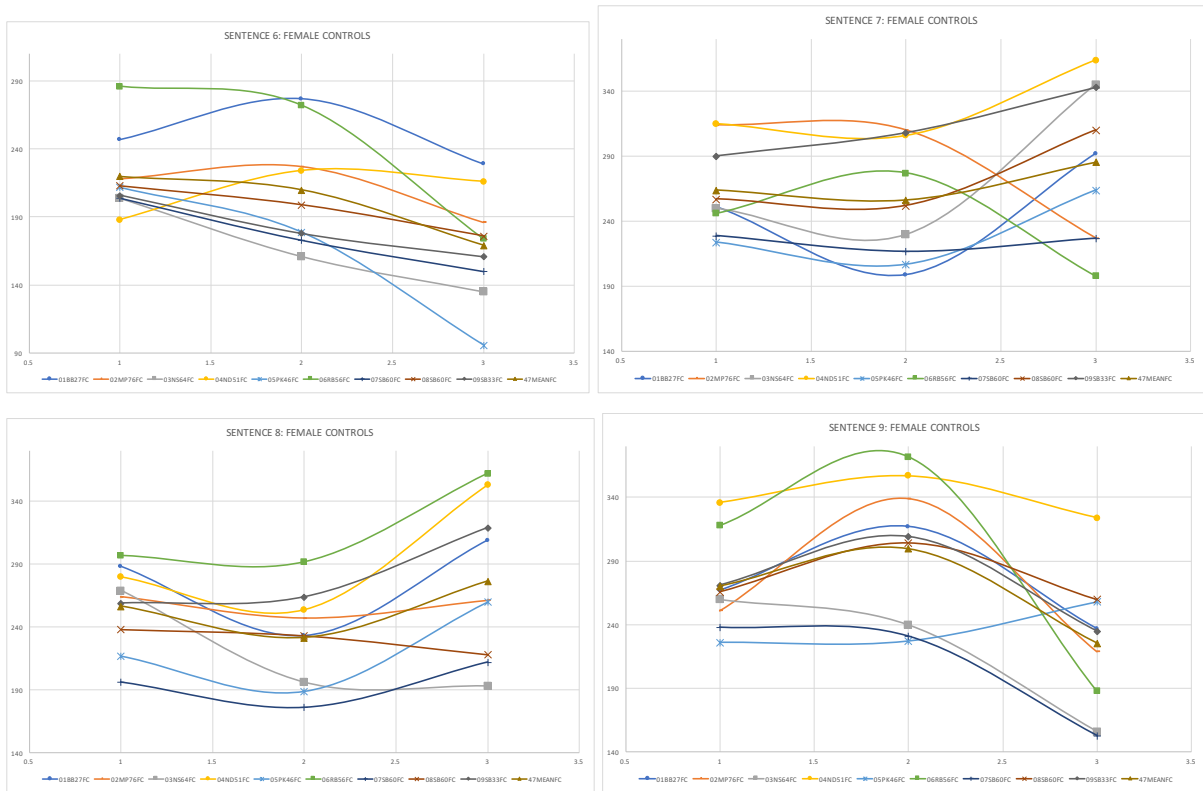 SENTENCE 6: FEMALE CONTROLS
290
240
190
140
90
0.5 1 1.5 2 2.5 3 3.5
01BB27FC 02MP76FC 03NS64FC 04ND51FC 05PK46FC 06RB56FC 07SB60FC 08SB60FC 09SB33FC 47MEANFC
SENTENCE 7: FEMALE CONTROLS
340
290
240
190
140
0.5 1 1.5 2 2.5 3 3.5
01BB27FC 02MP76FC 03NS64FC 04ND51FC 05PK46FC 06RB56FC 07SB60FC 08SB60FC 09SB33FC 47MEANFC
SENTENCE 8: FEMALE CONTROLS
340
290
240
190
140
0.5 1 1.5 2 2.5 3 3.5
01BB27FC 02MP76FC 03NS64FC 04ND51FC 05PK46FC 06RB56FC 07SB60FC 08SB60FC 09SB33FC 47MEANFC
SENTENCE 9: FEMALE CONTROLS
340
290
240
190
140
0.5 1 1.5 2 2.5 3 3.5
01BB27FC 02MP76FC 03NS64FC 04ND51FC 05PK46FC 06RB56FC 07SB60FC 08SB60FC 09SB33FC 47MEANFC